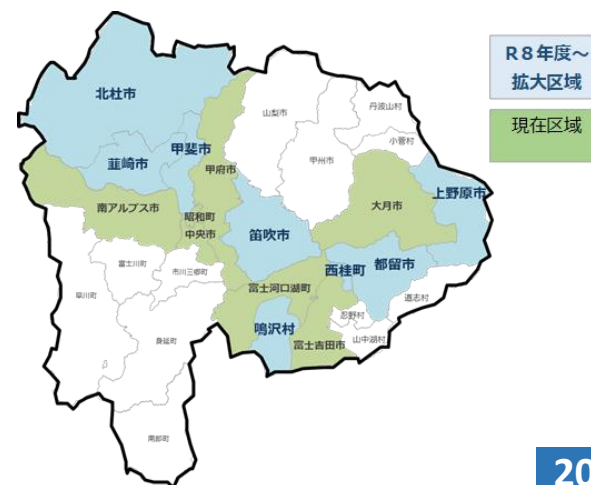 R8年度～
拡大区域
現在区域
北杜市
山梨市
丹波山村
小菅村
甲斐市
韮崎市
甲府市
甲州市
上野原市
南アルプス市
昭和町
大月市
中央市
笛吹市
西桂町
都留市
富士川町
市川三郷町
富士河口湖町
道志村
早川町
鳴沢村
忍野村
山中湖村
身延町
富士吉田市
南部町
20